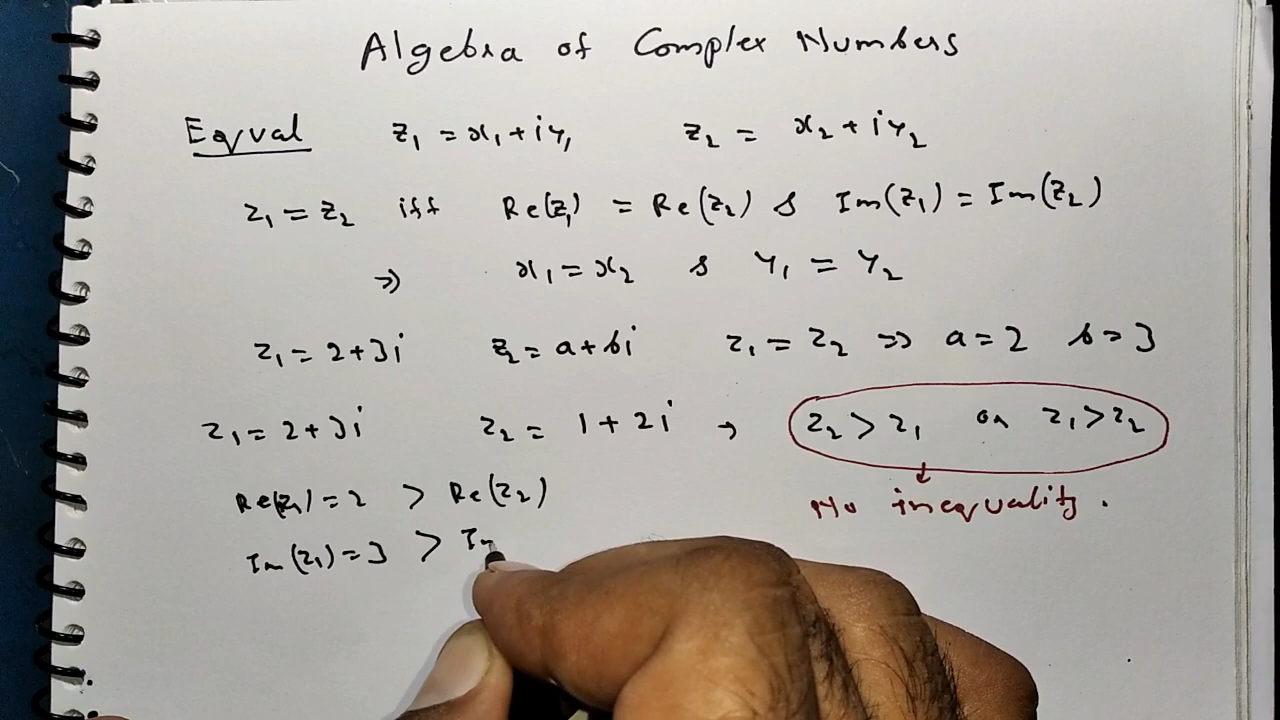 Algebra of Complex Numbers
Equal z₁ = x₁ + iy₁ z₂ = x₂ + iy₂
z₁ = z₂ iff Re(z₁) = Re(z₂) & Im(z₁) = Im(z₂)
⇒ x₁ = x₂ & y₁ = y₂
z₁ = 2+3i z₂ = a+bi z₁ = z₂ ⇒ a=2 b=3
z₁ = 2+3i z₂ = 1+2i → z₂ > z₁ or z₁ > z₂
Re(z₁) = 2 > Re(z₂) No inequality.
Im(z₁) = 3 > Im